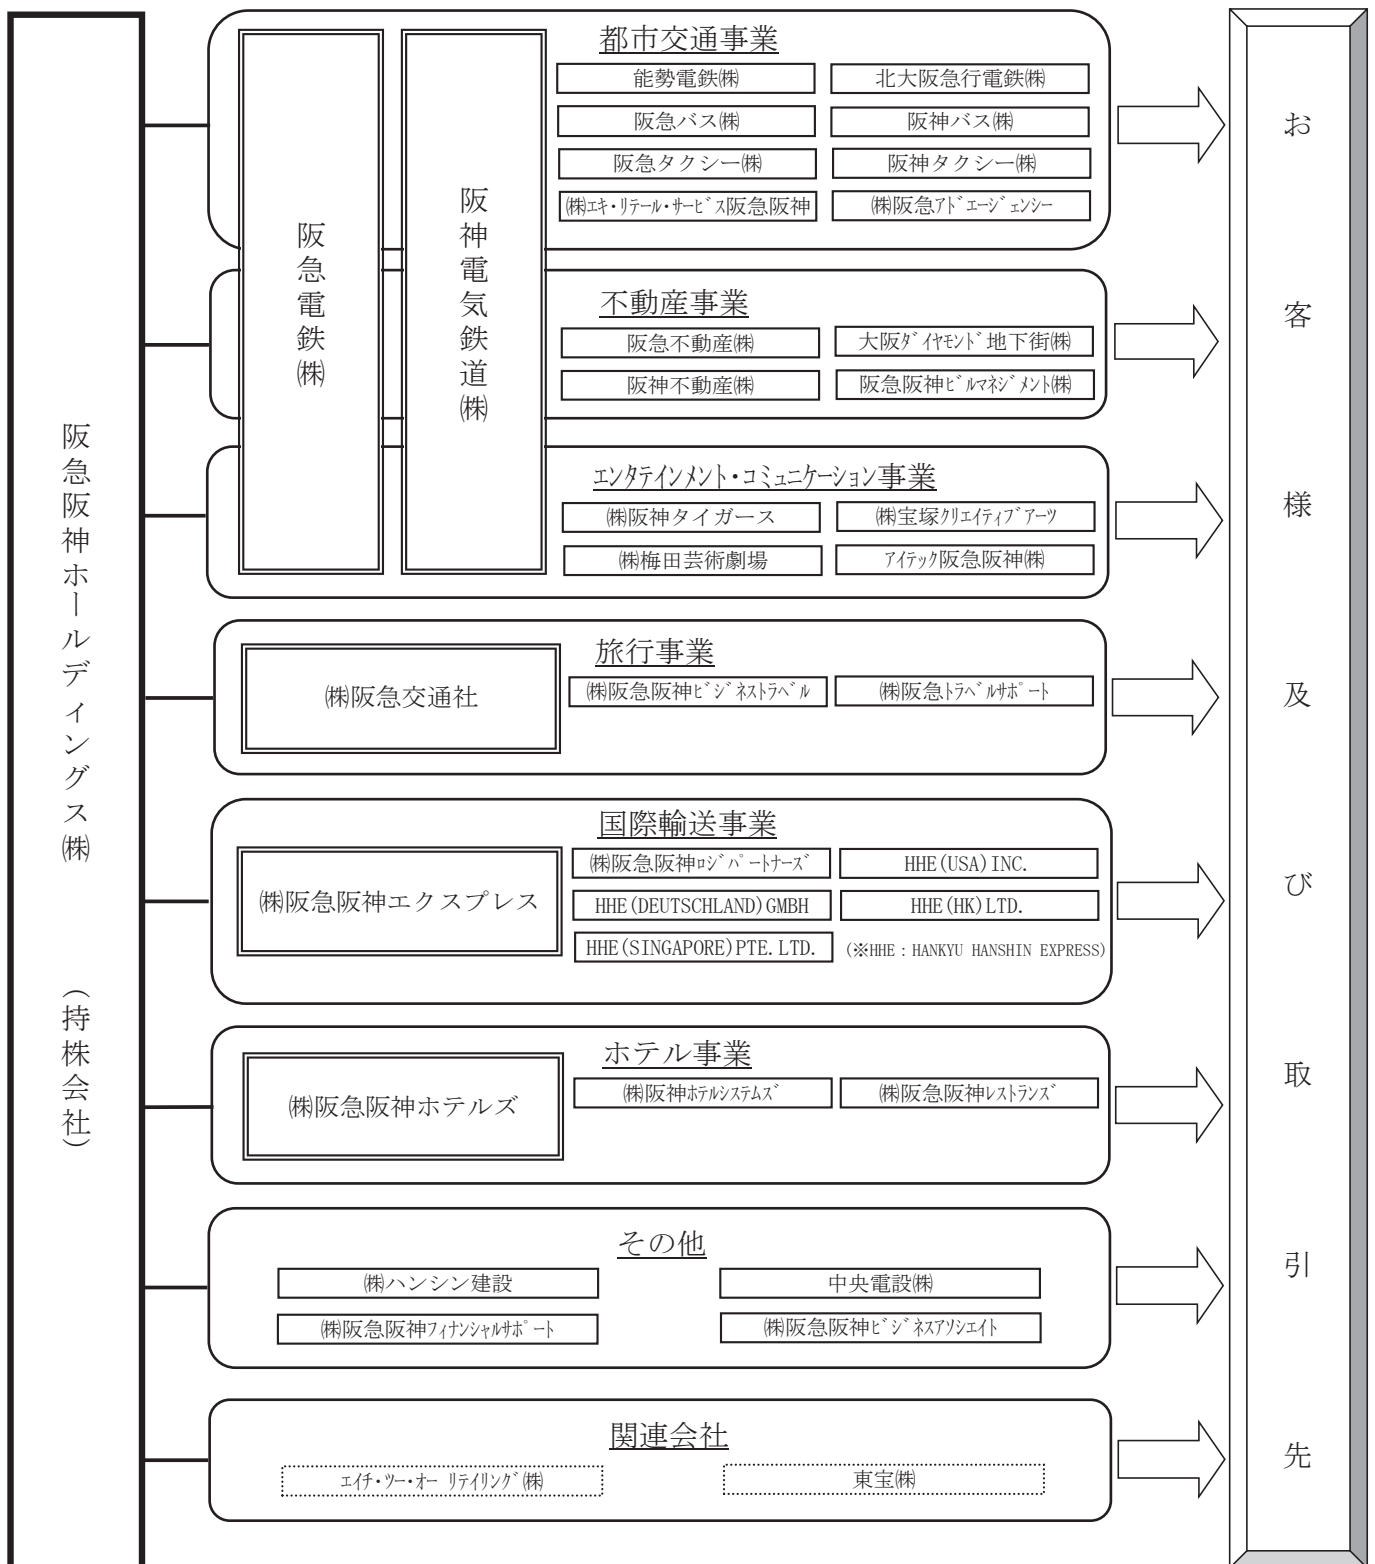 阪急阪神ホールディングス㈱ （持株会社）
阪急電鉄㈱
阪神電気鉄道㈱
都市交通事業
能勢電鉄㈱
北大阪急行電鉄㈱
阪急バス㈱
阪神バス㈱
阪急タクシー㈱
阪神タクシー㈱
㈱エキ・リテール・サービス阪急阪神
㈱阪急アドエージェンシー
不動産事業
阪急不動産㈱
大阪ダイヤモンド地下街㈱
阪神不動産㈱
阪急阪神ビルマネジメント㈱
エンタテインメント・コミュニケーション事業
㈱阪神タイガース
㈱宝塚クリエイティブアーツ
㈱梅田芸術劇場
アイテック阪急阪神㈱
旅行事業
㈱阪急交通社
㈱阪急阪神ビジネストラベル
㈱阪急トラベルサポート
国際輸送事業
㈱阪急阪神エクスプレス
㈱阪急阪神ロジパートナーズ
HHE(USA)INC.
HHE(DEUTSCHLAND)GMBH
HHE(HK)LTD.
HHE(SINGAPORE)PTE.LTD.
(※HHE：HANKYU HANSHIN EXPRESS)
ホテル事業
㈱阪急阪神ホテルズ
㈱阪神ホテルシステムズ
㈱阪急阪神レストランズ
その他
㈱ハンシン建設
中央電設㈱
㈱阪急阪神フィナンシャルサポート
㈱阪急阪神ビジネスアソシエイト
関連会社
エイチ・ツー・オー リテイリング㈱
東宝㈱
お客様及び取引先